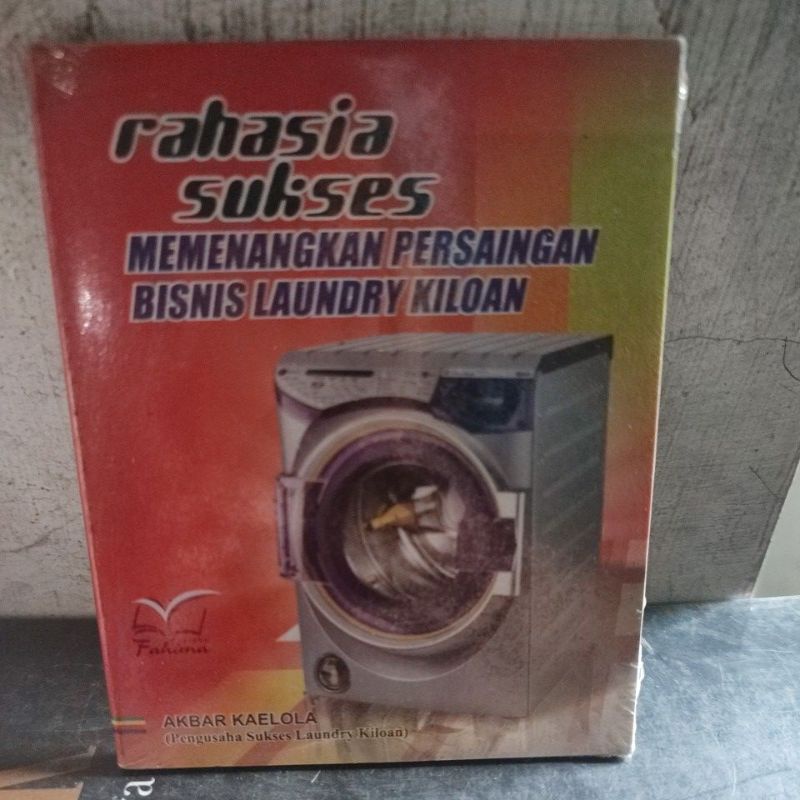 rahasia
sukses
MEMENANGKAN PERSAINGAN
BISNIS LAUNDRY KILOAN
Fahima
AKBAR KAELOLA
(Pengusaha Sukses Laundry Kiloan)